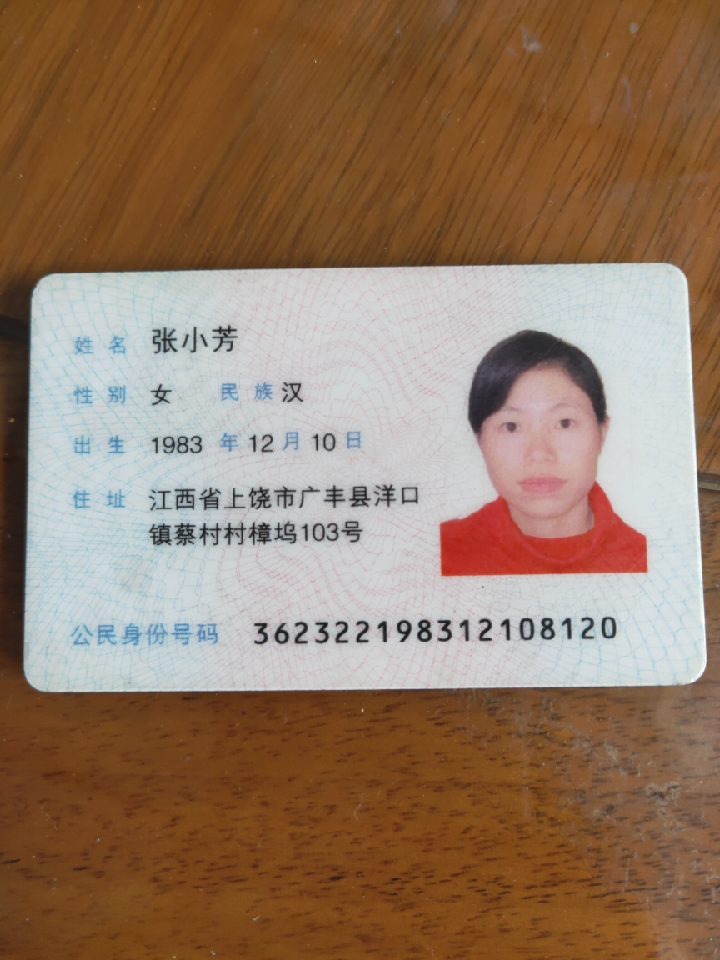 姓名 张小芳
性别 女 民族 汉
出生 1983 年 12 月 10 日
住址 江西省上饶市广丰县洋口
镇蔡村村樟坞103号
公民身份号码 362322198312108120